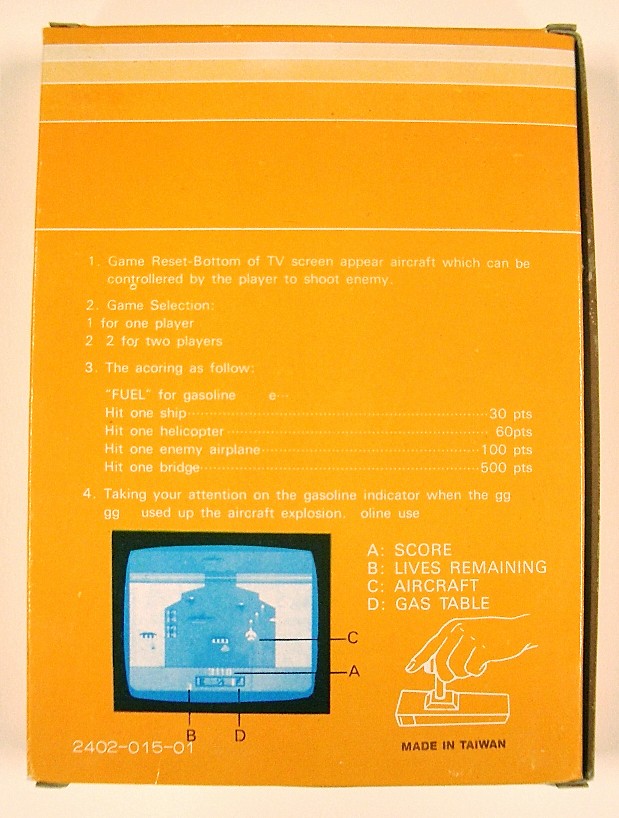 1. Game Reset-Bottom of TV screen appear aircraft which can be
controllered by the player to shoot enemy.
2. Game Selection:
1 for one player
2 2 for two players
3. The acoring as follow:
"FUEL" for gasoline e···
Hit one ship 30 pts
Hit one helicopter 60pts
Hit one enemy airplane 100 pts
Hit one bridge 500 pts
4. Taking your attention on the gasoline indicator when the gg
gg used up the aircraft explosion. oline use
A: SCORE
B: LIVES REMAINING
C: AIRCRAFT
D: GAS TABLE
C
A
B D
2402-015-01
MADE IN TAIWAN